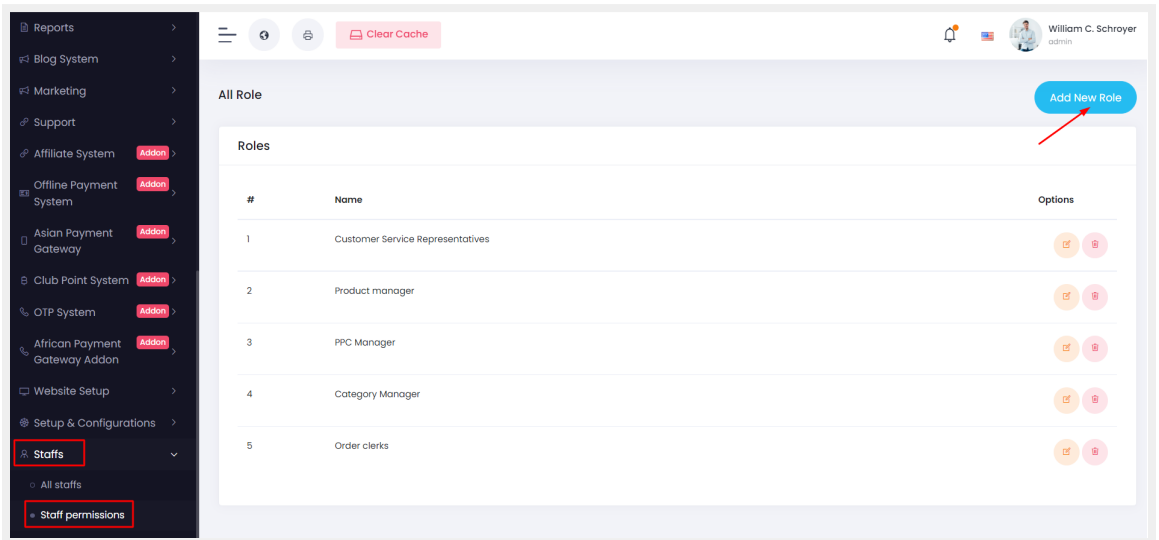 Reports
Blog System
Marketing
Support
Affiliate System Addon
Offline Payment Addon
System
Asian Payment Addon
Gateway
Club Point System Addon
OTP System Addon
African Payment Addon
Gateway Addon
Website Setup
Setup & Configurations
Staffs
All staffs
Staff permissions
Clear Cache
William C. Schroyer
admin
All Role
Add New Role
Roles
# Name Options
1 Customer Service Representatives
2 Product manager
3 PPC Manager
4 Category Manager
5 Order clerks